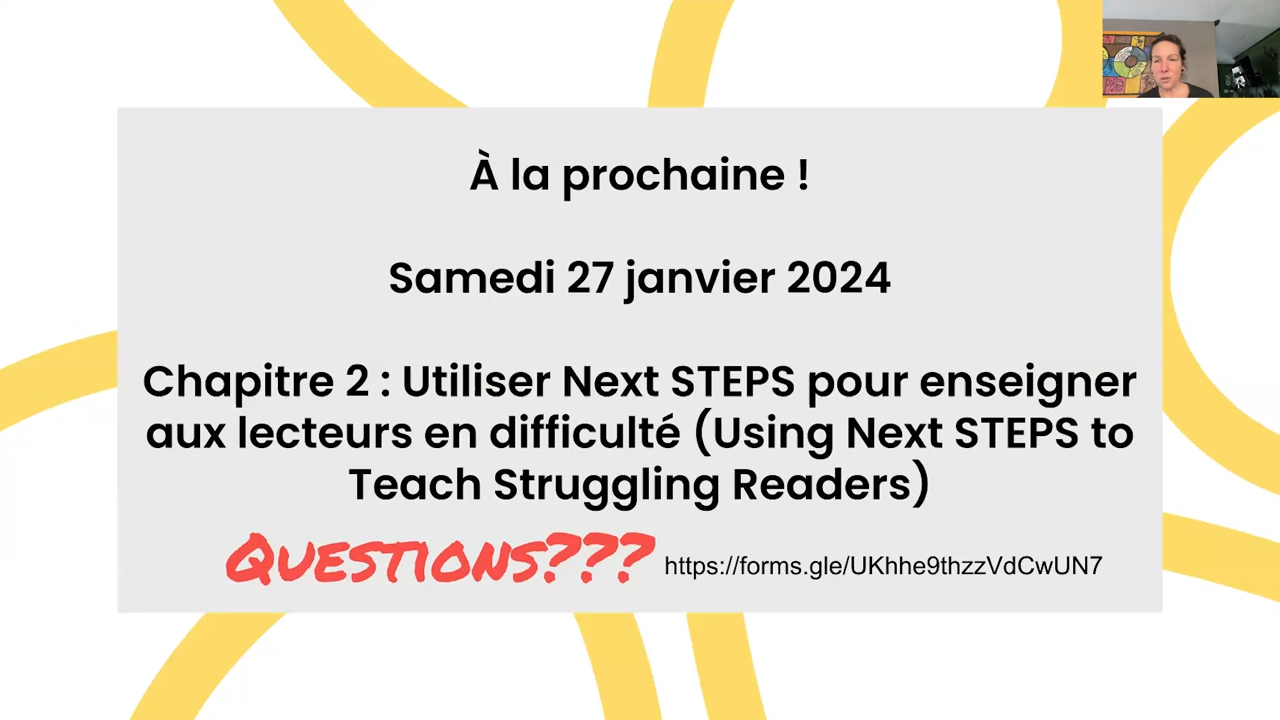 À la prochaine !
Samedi 27 janvier 2024
Chapitre 2 : Utiliser Next STEPS pour enseigner
aux lecteurs en difficulté (Using Next STEPS to
Teach Struggling Readers)
QUESTIONS???
https://forms.gle/UKhhe9thzzVdCwUN7